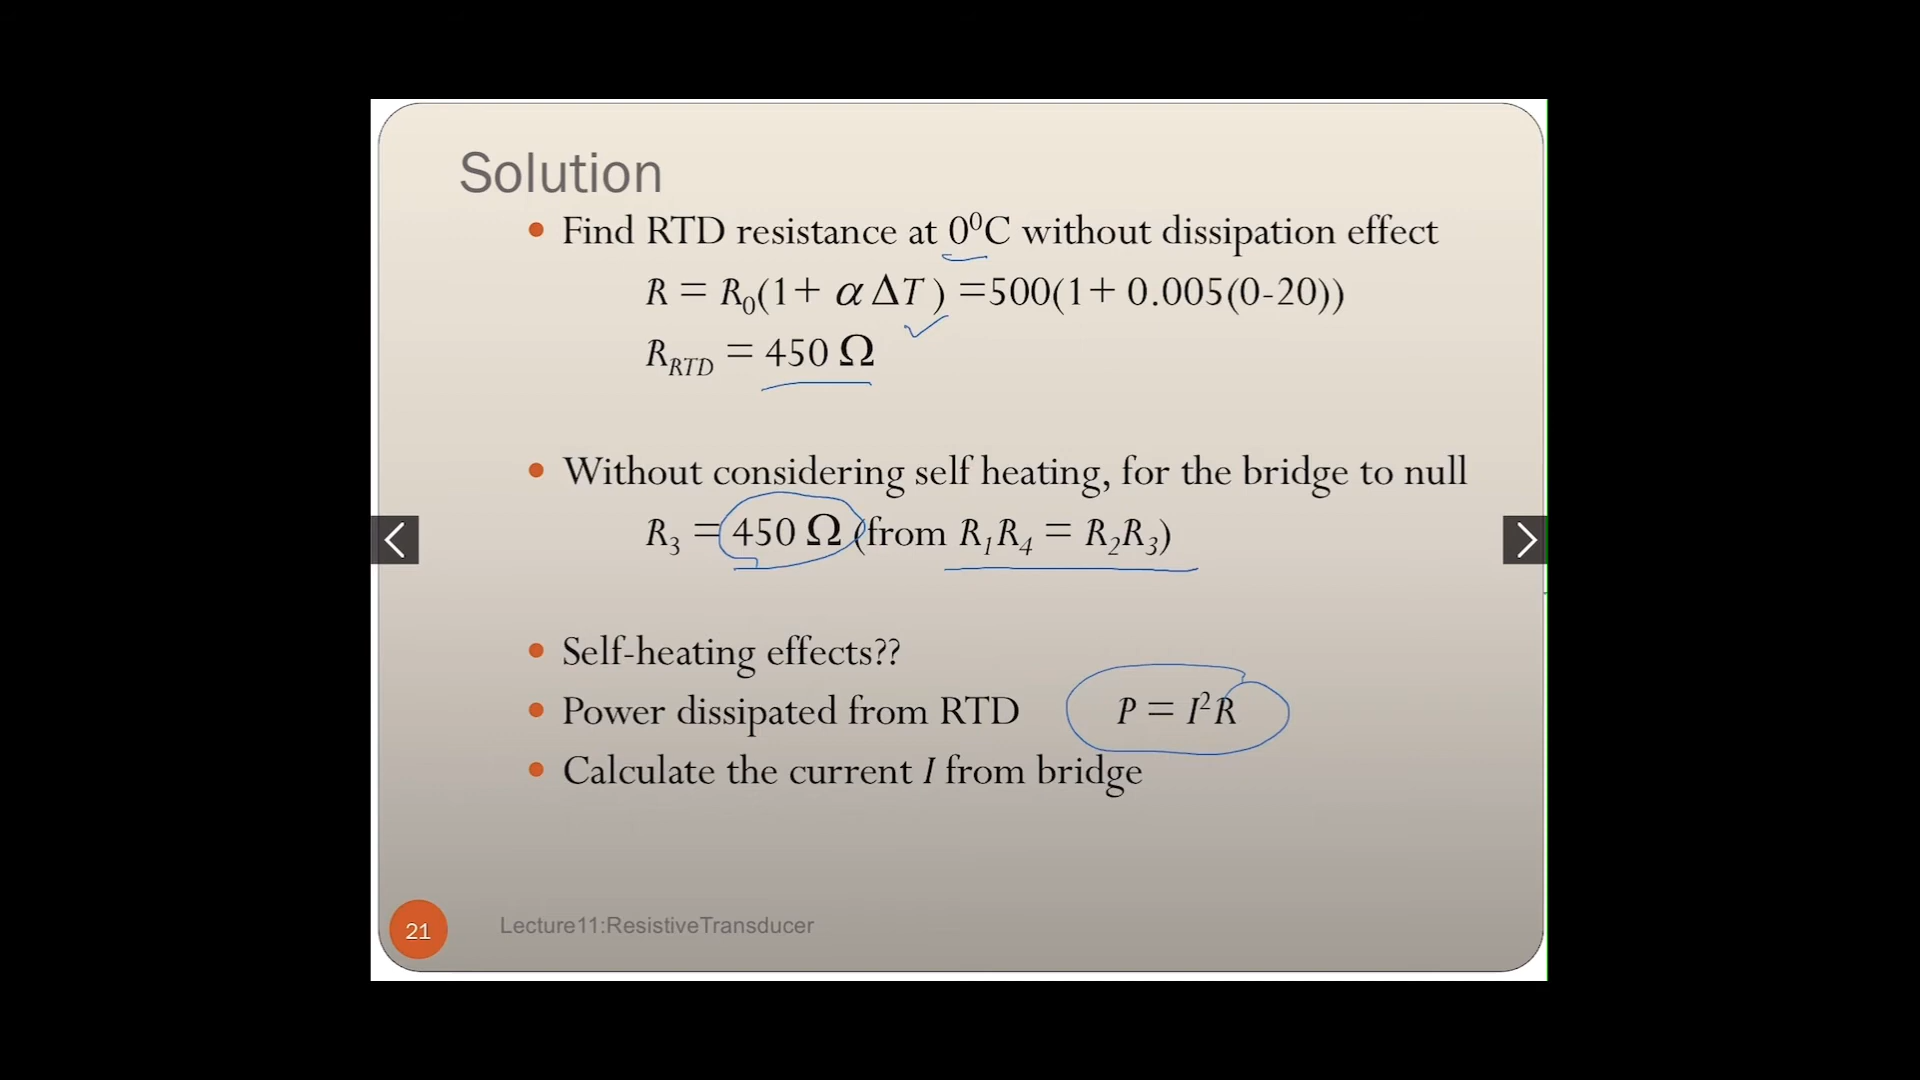 Solution
• Find RTD resistance at 0⁰C without dissipation effect
R = R₀(1+ α ΔT ) =500(1+ 0.005(0-20))
R_RTD = 450 Ω
• Without considering self heating, for the bridge to null
R₃ = 450 Ω (from R₁R₄ = R₂R₃)
• Self-heating effects??
• Power dissipated from RTD P = I²R
• Calculate the current I from bridge
21 Lecture11:ResistiveTransducer